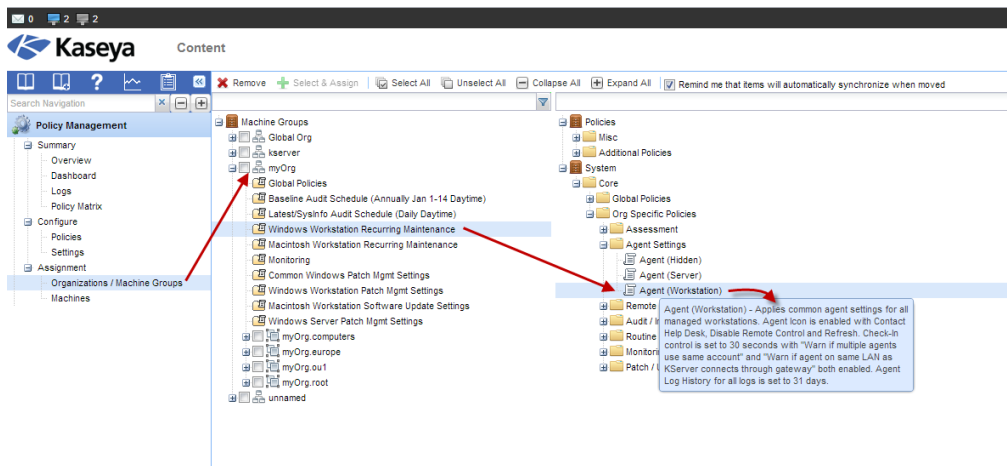 0 2 2
Kaseya Content
? Remove Select & Assign Select All Unselect All Collapse All Expand All Remind me that items will automatically synchronize when moved
Search Navigation
Policy Management
Summary
Overview
Dashboard
Logs
Policy Matrix
Configure
Policies
Settings
Assignment
Organizations / Machine Groups
Machines
Machine Groups
Global Org
kserver
myOrg
Global Policies
Baseline Audit Schedule (Annually Jan 1-14 Daytime)
Latest/SysInfo Audit Schedule (Daily Daytime)
Windows Workstation Recurring Maintenance
Macintosh Workstation Recurring Maintenance
Monitoring
Common Windows Patch Mgmt Settings
Windows Workstation Patch Mgmt Settings
Macintosh Workstation Software Update Settings
Windows Server Patch Mgmt Settings
myOrg.computers
myOrg.europe
myOrg.ou1
myOrg.root
unnamed
Policies
Misc
Additional Policies
System
Core
Global Policies
Org Specific Policies
Assessment
Agent Settings
Agent (Hidden)
Agent (Server)
Agent (Workstation)
Remote
Audit /
Routine
Monitori
Patch /
Agent (Workstation) - Applies common agent settings for all
managed workstations. Agent Icon is enabled with Contact
Help Desk, Disable Remote Control and Refresh. Check-In
control is set to 30 seconds with "Warn if multiple agents
use same account" and "Warn if agent on same LAN as
KServer connects through gateway" both enabled. Agent
Log History for all logs is set to 31 days.